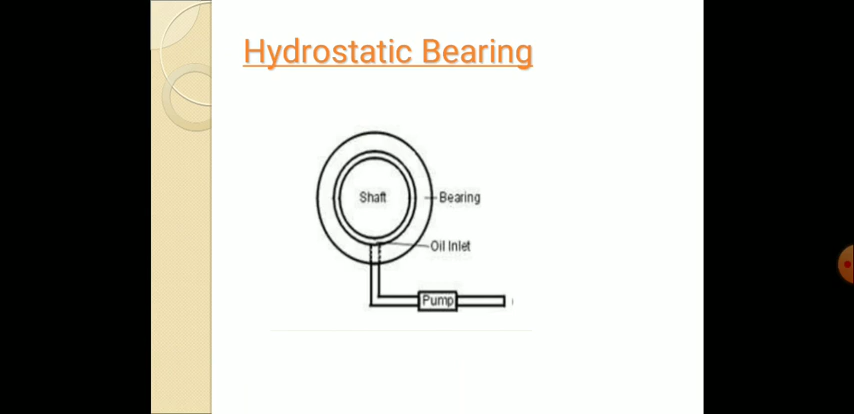 Hydrostatic Bearing
Shaft
Bearing
Oil Inlet
Pump